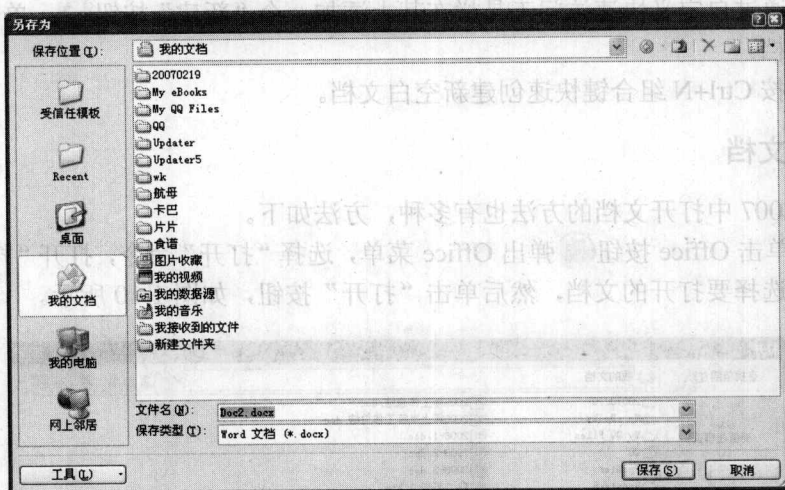 另存为
保存位置(I):
我的文档
受信任模板
Recent
桌面
我的文档
我的电脑
网上邻居
20070219
My eBooks
My QQ Files
QQ
Updater
Updater5
wk
航母
卡巴
片片
食谱
图片收藏
我的视频
我的数据源
我的音乐
我接收到的文件
新建文件夹
文件名(N):
Doc2.docx
保存类型(T):
Word 文档 (*.docx)
工具(L)
保存(S)
取消
按 Ctrl+N 组合键快速创建新空白文档。
文档
007 中打开文档的方法也有多种，方法如下。
单击 Office 按钮
弹出 Office 菜单，选择“打开”
选择要打开的文档，然后单击“打开”按钮，如